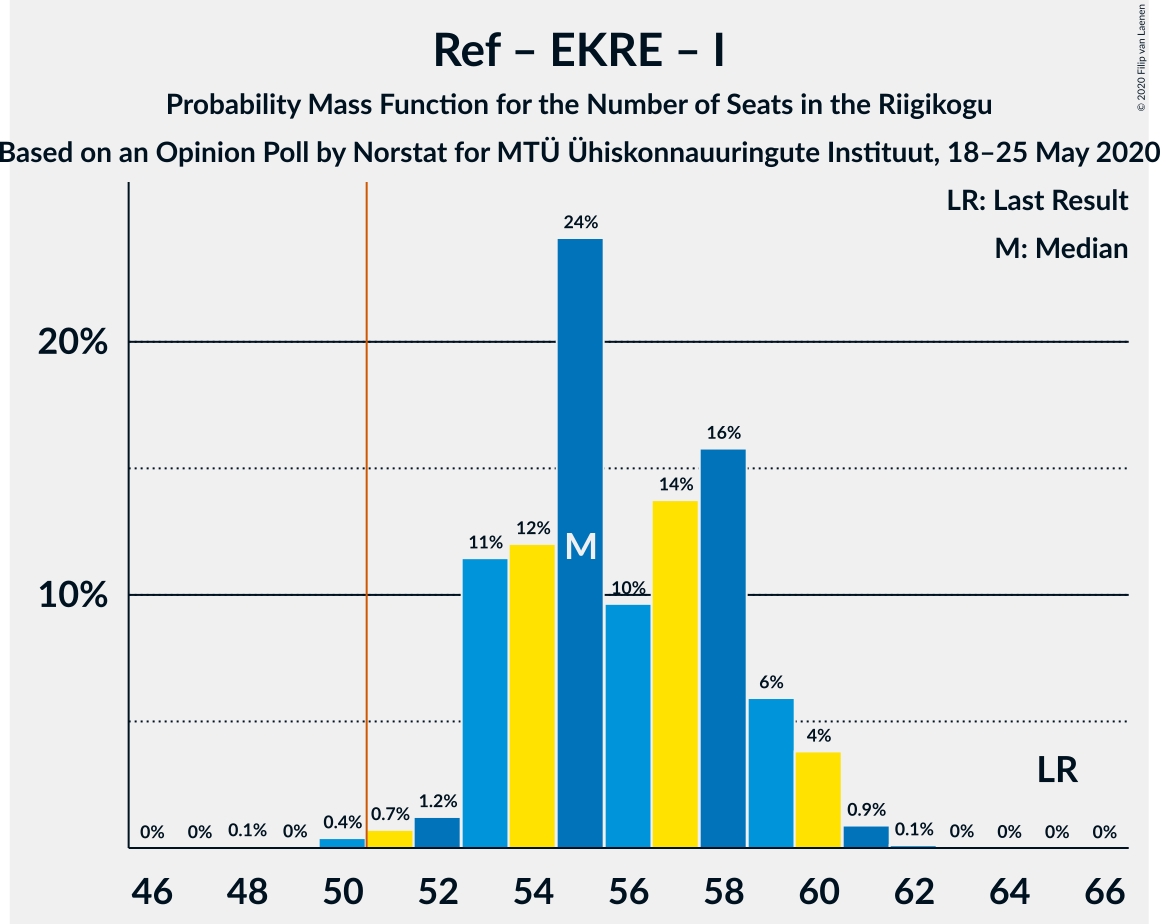 Ref – EKRE – I
Probability Mass Function for the Number of Seats in the Riigikogu
Based on an Opinion Poll by Norstat for MTÜ Ühiskonnauuringute Instituut, 18–25 May 2020
© 2020 Filip van Laenen
LR: Last Result
M: Median
24%
20%
16%
14%
12%
11%
M
10%
10%
6%
4%
LR
0% 0% 0.1% 0% 0.4% 0.7% 1.2% 0.9% 0.1% 0% 0% 0% 0%
46 48 50 52 54 56 58 60 62 64 66